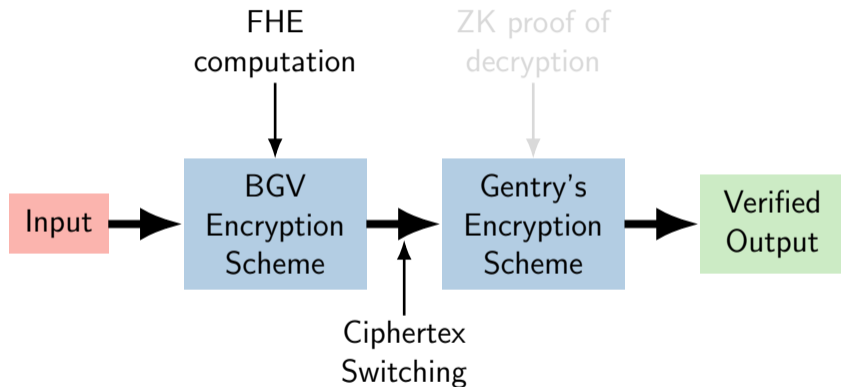 FHE
computation
ZK proof of
decryption
Input
BGV
Encryption
Scheme
Gentry's
Encryption
Scheme
Verified
Output
Ciphertex
Switching